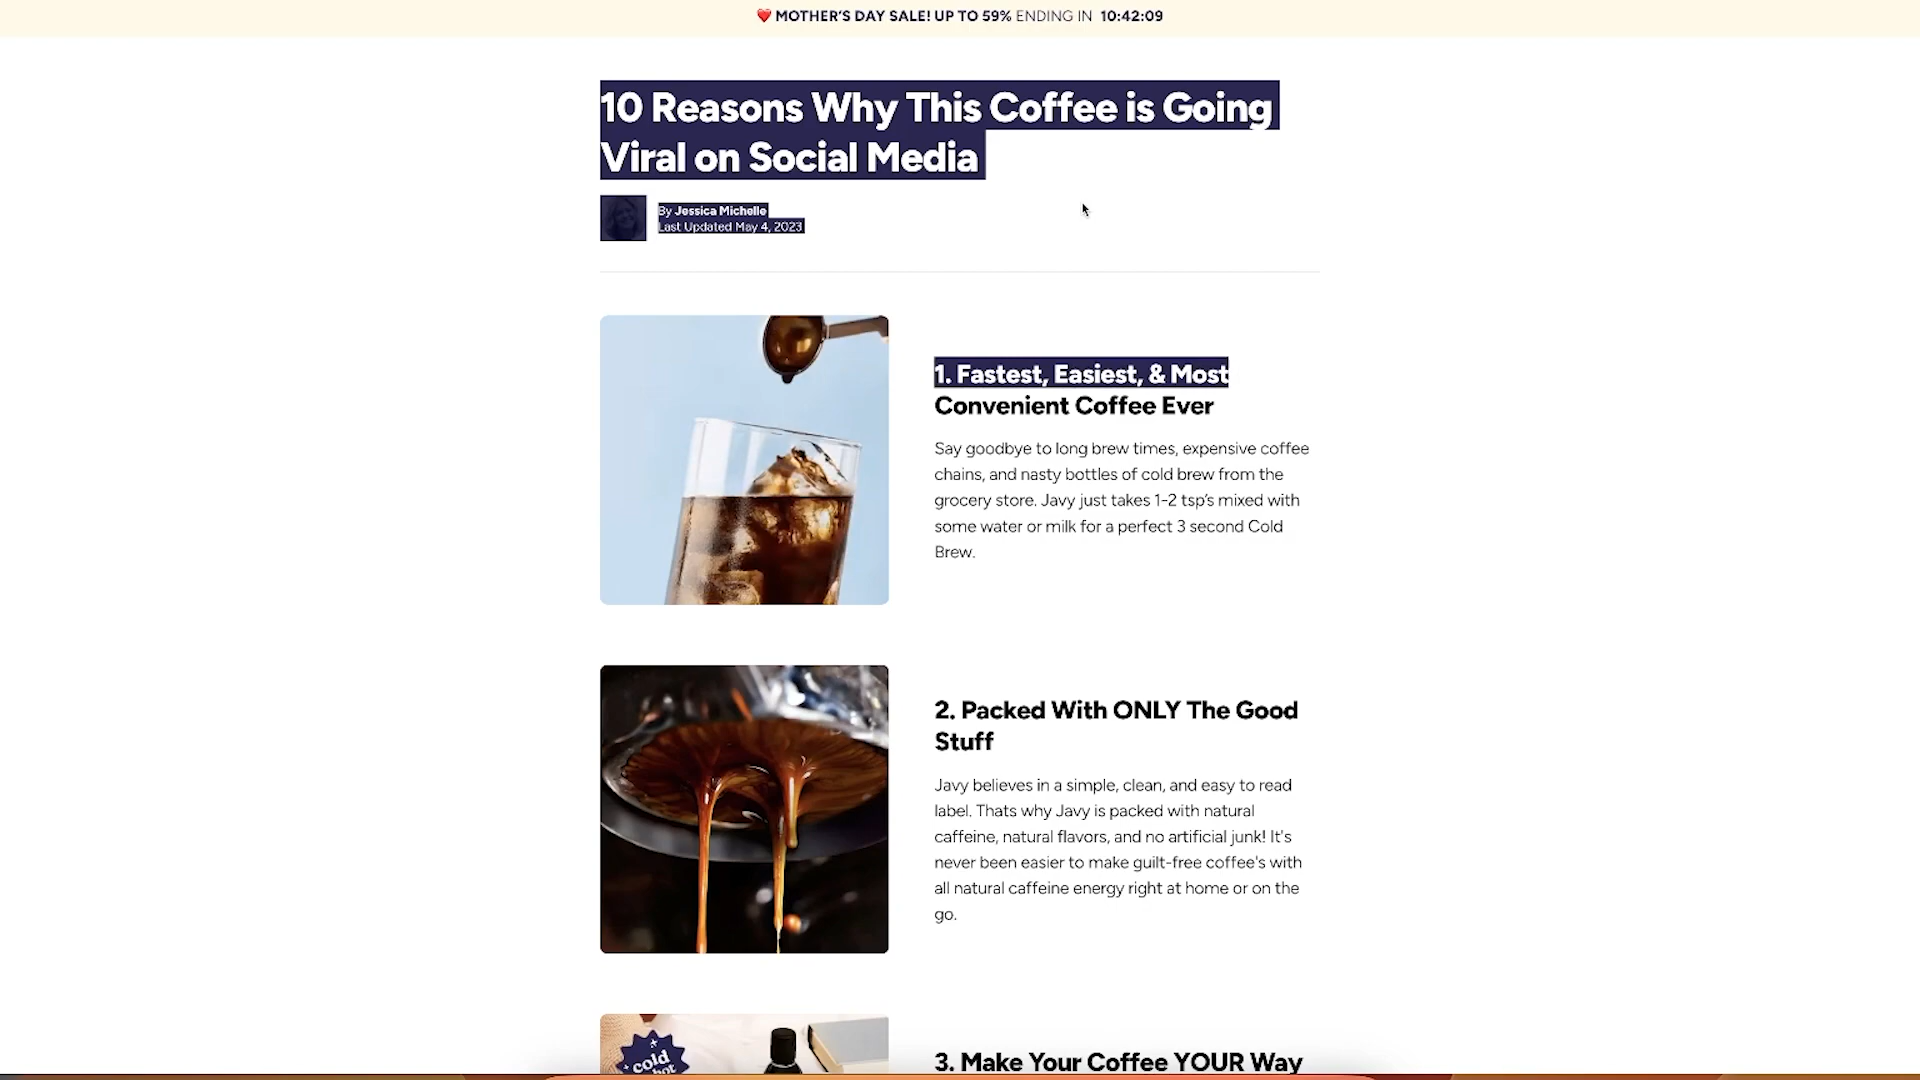 ❤️ MOTHER'S DAY SALE! UP TO 59% ENDING IN 10:42:09
10 Reasons Why This Coffee is Going
Viral on Social Media
By Jessica Michelle
Last Updated May 4, 2023
1. Fastest, Easiest, & Most
Convenient Coffee Ever
Say goodbye to long brew times, expensive coffee
chains, and nasty bottles of cold brew from the
grocery store. Javy just takes 1-2 tsp's mixed with
some water or milk for a perfect 3 second Cold
Brew.
2. Packed With ONLY The Good
Stuff
Javy believes in a simple, clean, and easy to read
label. Thats why Javy is packed with natural
caffeine, natural flavors, and no artificial junk! It's
never been easier to make guilt-free coffee's with
all natural caffeine energy right at home or on the
go.
cold
3. Make Your Coffee YOUR Way